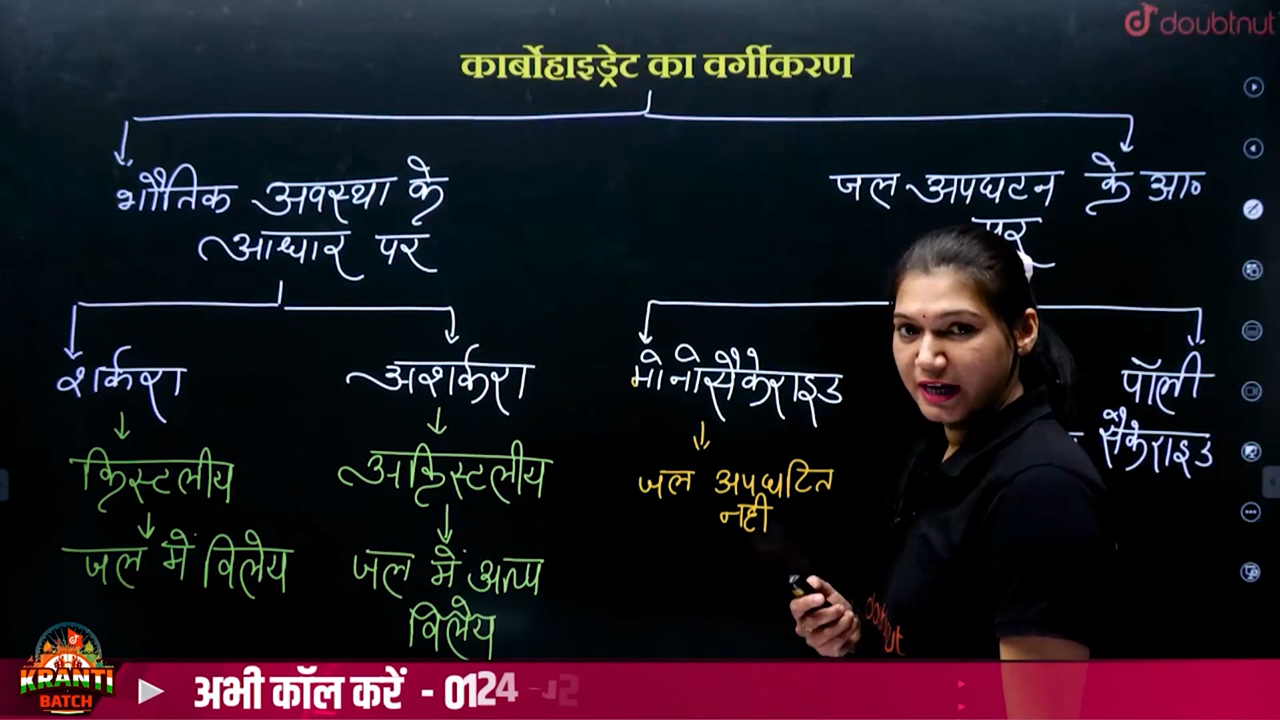 doubtnut
कार्बोहाइड्रेट का वर्गीकरण
भौतिक अवस्था के
आधार पर
जल अपघटन के आ०
पर
शर्करा
अशर्करा
मोनोसैकेराइड
पॉली
सैकेराइड
क्रिस्टलीय
अक्रिस्टलीय
जल अपघटित
नही
जल में विलेय
जल में अल्प
विलेय
doubtnut
KRANTI
BATCH
अभी कॉल करें - 0124